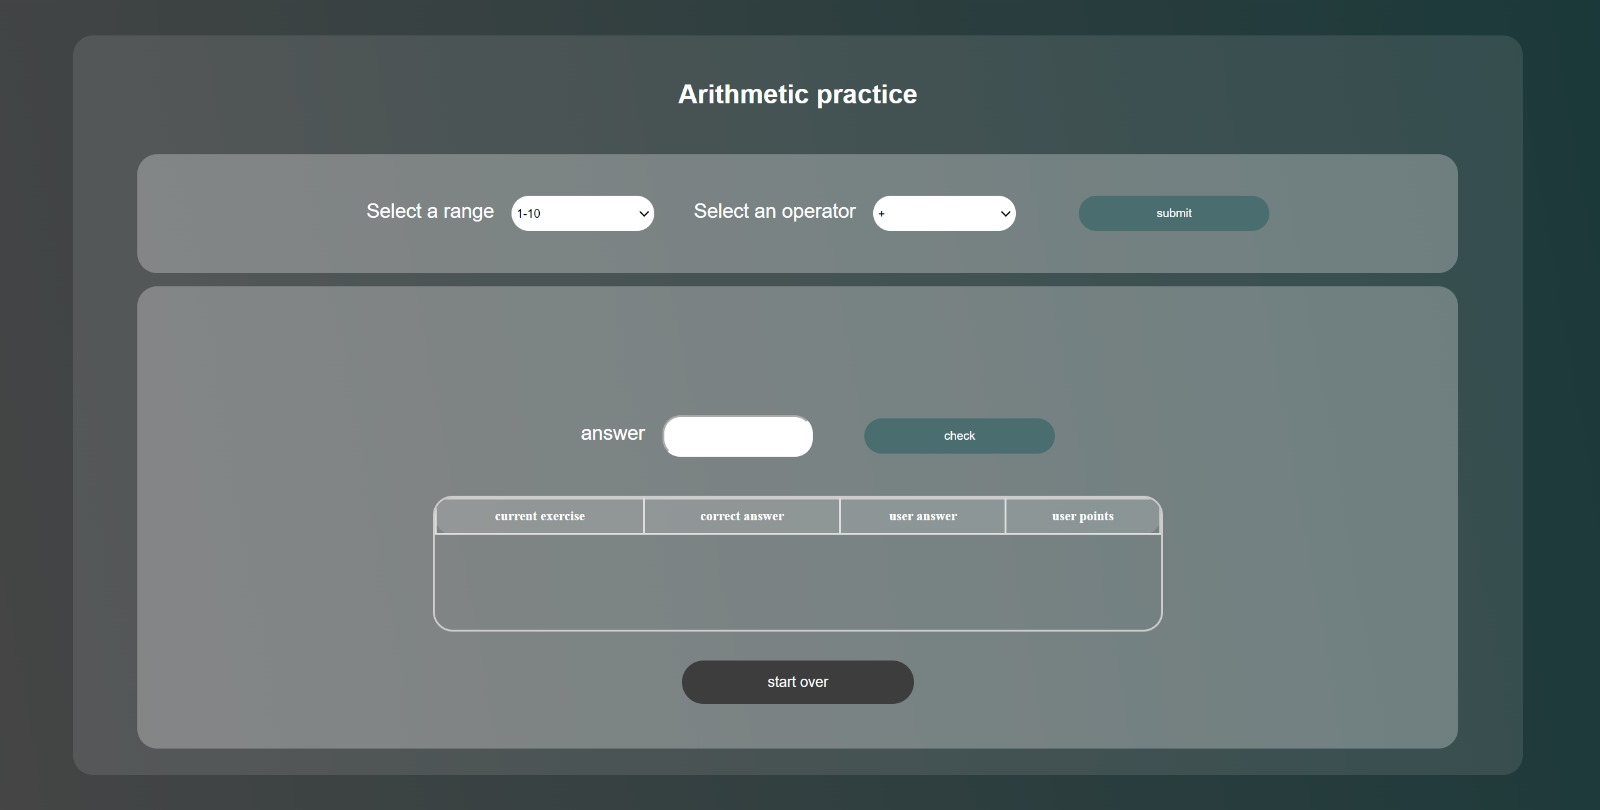 Arithmetic practice
Select a range 1-10 Select an operator + submit
answer check
current exercise correct answer user answer user points
start over